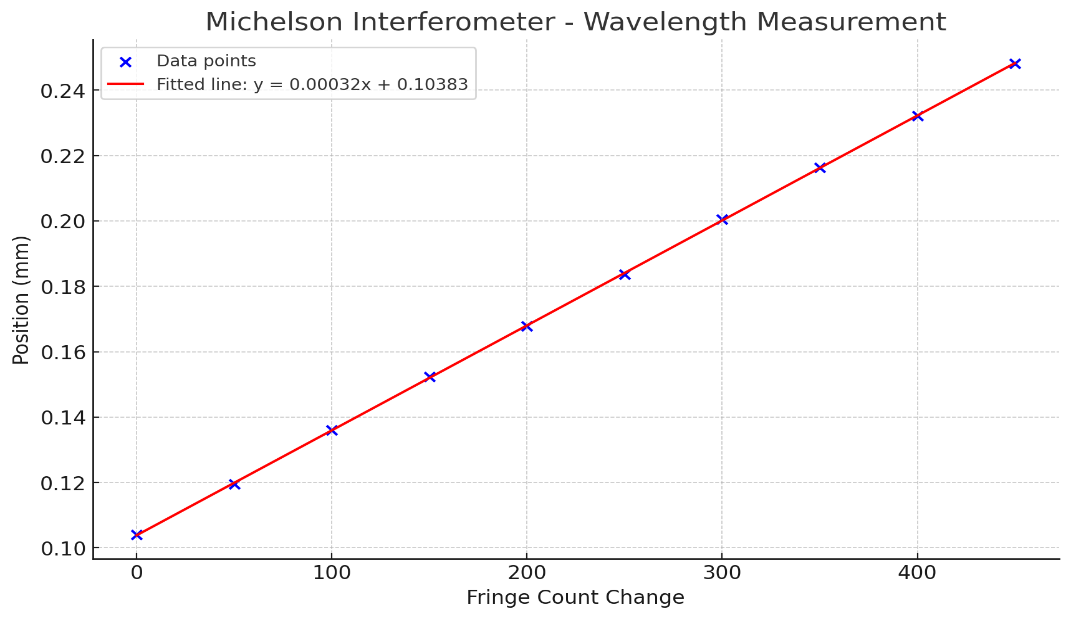 Michelson Interferometer - Wavelength Measurement
Data points
Fitted line: y = 0.00032x + 0.10383
Position (mm)
0.24
0.22
0.20
0.18
0.16
0.14
0.12
0.10
0 100 200 300 400
Fringe Count Change